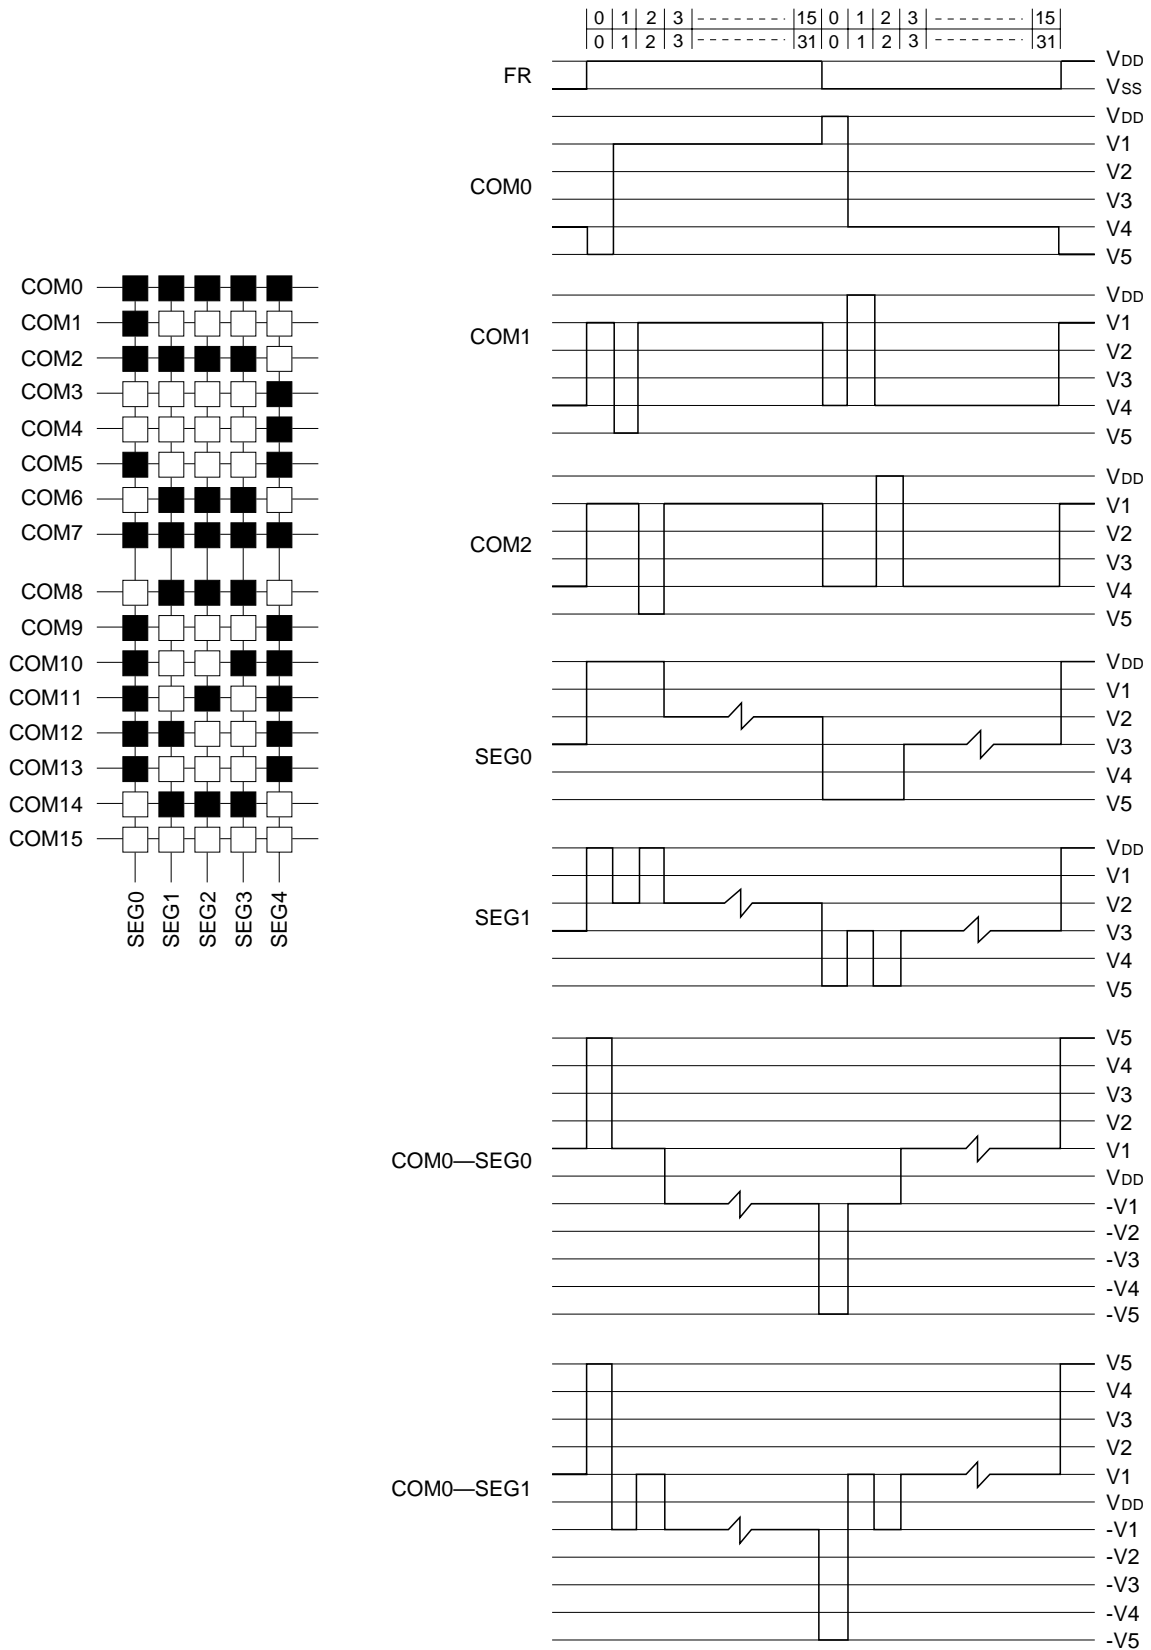 0 1 2 3 15 0 1 2 3 15
0 1 2 3 31 0 1 2 3 31
FR
VDD
VSS
COM0
VDD
V1
V2
V3
V4
V5
COM1
VDD
V1
V2
V3
V4
V5
COM2
VDD
V1
V2
V3
V4
V5
SEG0
VDD
V1
V2
V3
V4
V5
SEG1
VDD
V1
V2
V3
V4
V5
COM0—SEG0
V5
V4
V3
V2
V1
VDD
-V1
-V2
-V3
-V4
-V5
COM0—SEG1
V5
V4
V3
V2
V1
VDD
-V1
-V2
-V3
-V4
-V5
COM0
COM1
COM2
COM3
COM4
COM5
COM6
COM7
COM8
COM9
COM10
COM11
COM12
COM13
COM14
COM15
SEG0
SEG1
SEG2
SEG3
SEG4